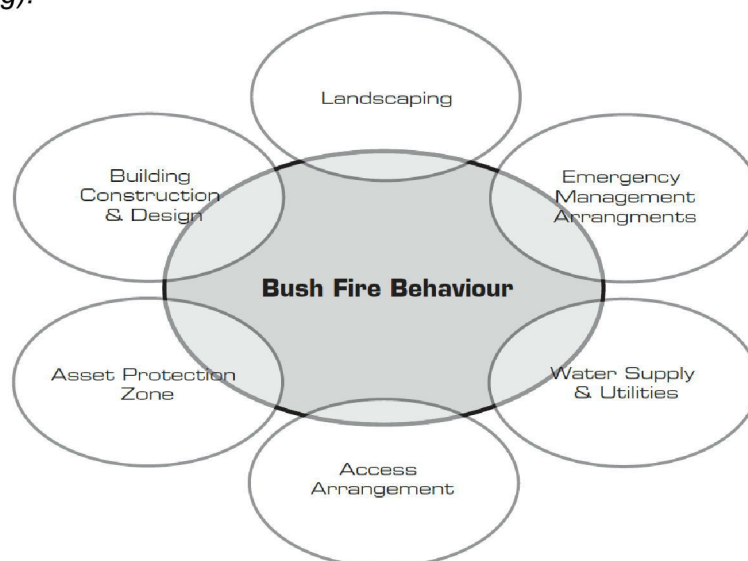 g).
Landscaping
Building
Construction
& Design
Emergency
Management
Arrangments
Bush Fire Behaviour
Asset Protection
Zone
Water Supply
& Utilities
Access
Arrangement